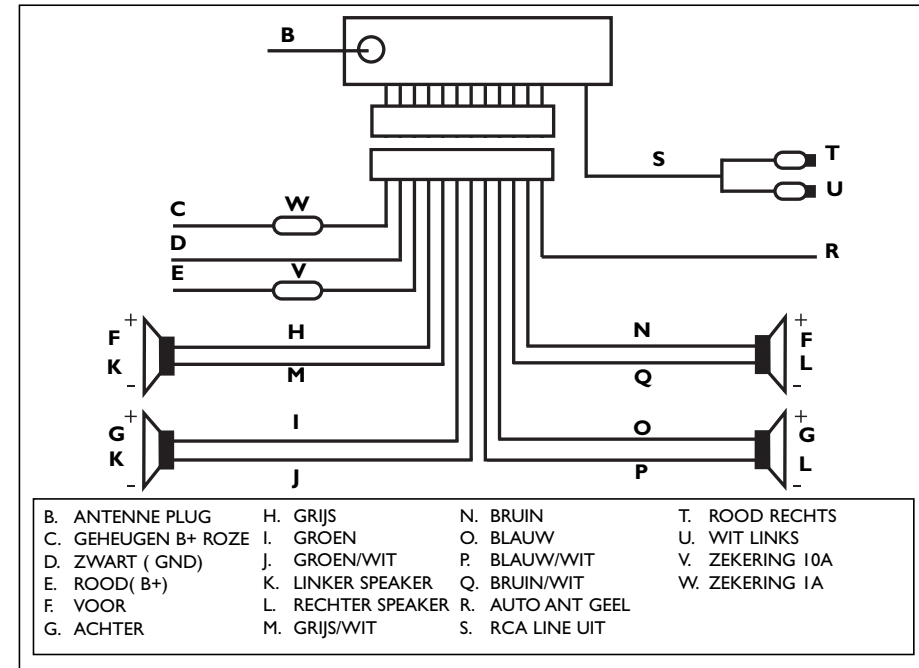 B
S
T
U
C
W
D
R
E
V
+
F
H
N
+
F
K
M
Q
L
-
-
+
G
I
O
+
G
K
J
P
L
-
-
B. ANTENNE PLUG
C. GEHEUGEN B+ ROZE
D. ZWART ( GND)
E. ROOD( B+)
F. VOOR
G. ACHTER
H. GRIJS
I. GROEN
J. GROEN/WIT
K. LINKER SPEAKER
L. RECHTER SPEAKER
M. GRIJS/WIT
N. BRUIN
O. BLAUW
P. BLAUW/WIT
Q. BRUIN/WIT
R. AUTO ANT GEEL
S. RCA LINE UIT
T. ROOD RECHTS
U. WIT LINKS
V. ZEKERING 10A
W. ZEKERING 1A